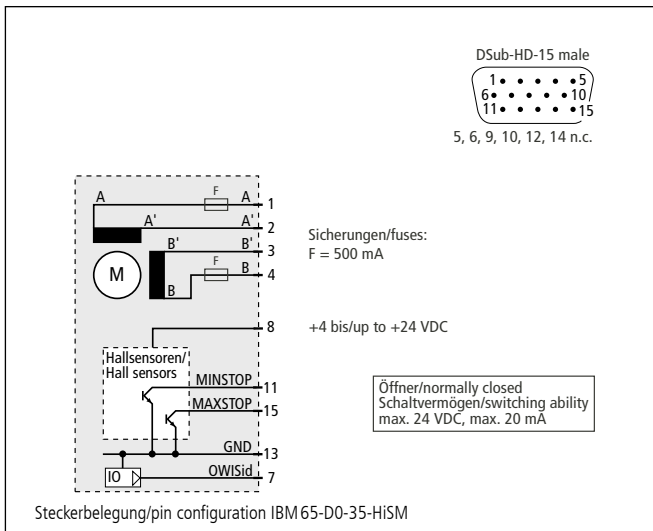 DSub-HD-15 male
1 5
6 10
11 15
5, 6, 9, 10, 12, 14 n.c.
A F A 1
A' A' 2
B' B' 3
M F B 4
B
Sicherungen/fuses:
F = 500 mA
8 +4 bis/up to +24 VDC
Hallsensoren/
Hall sensors
MINSTOP 11
MAXSTOP 15
GND 13
IO OWISid 7
Öffner/normally closed
Schaltvermögen/switching ability
max. 24 VDC, max. 20 mA
Steckerbelegung/pin configuration IBM65-D0-35-HiSM